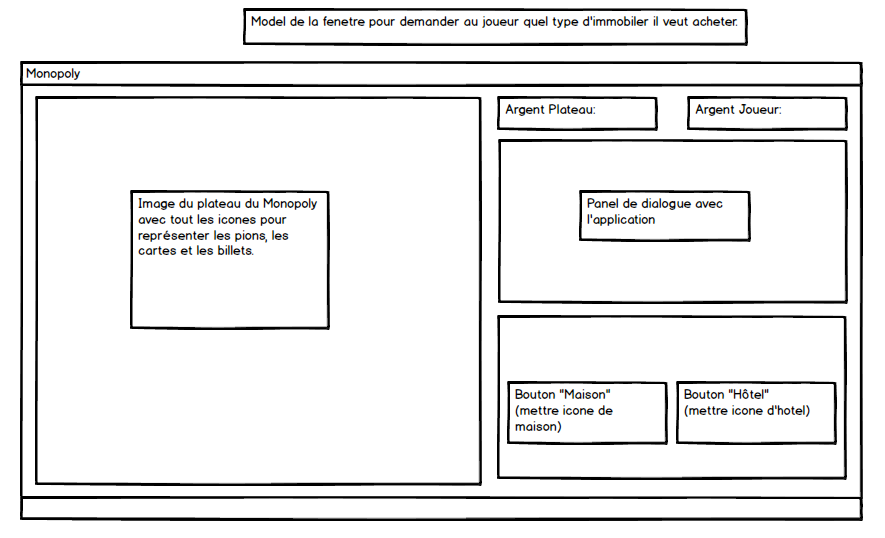 Model de la fenetre pour demander au joueur quel type d'immobilier il veut acheter.
Monopoly
Argent Plateau:
Argent Joueur:
Image du plateau du Monopoly
avec tout les icones pour
représenter les pions, les
cartes et les billets.
Panel de dialogue avec
l'application
Bouton "Maison"
(mettre icone de
maison)
Bouton "Hôtel"
(mettre icone d'hotel)